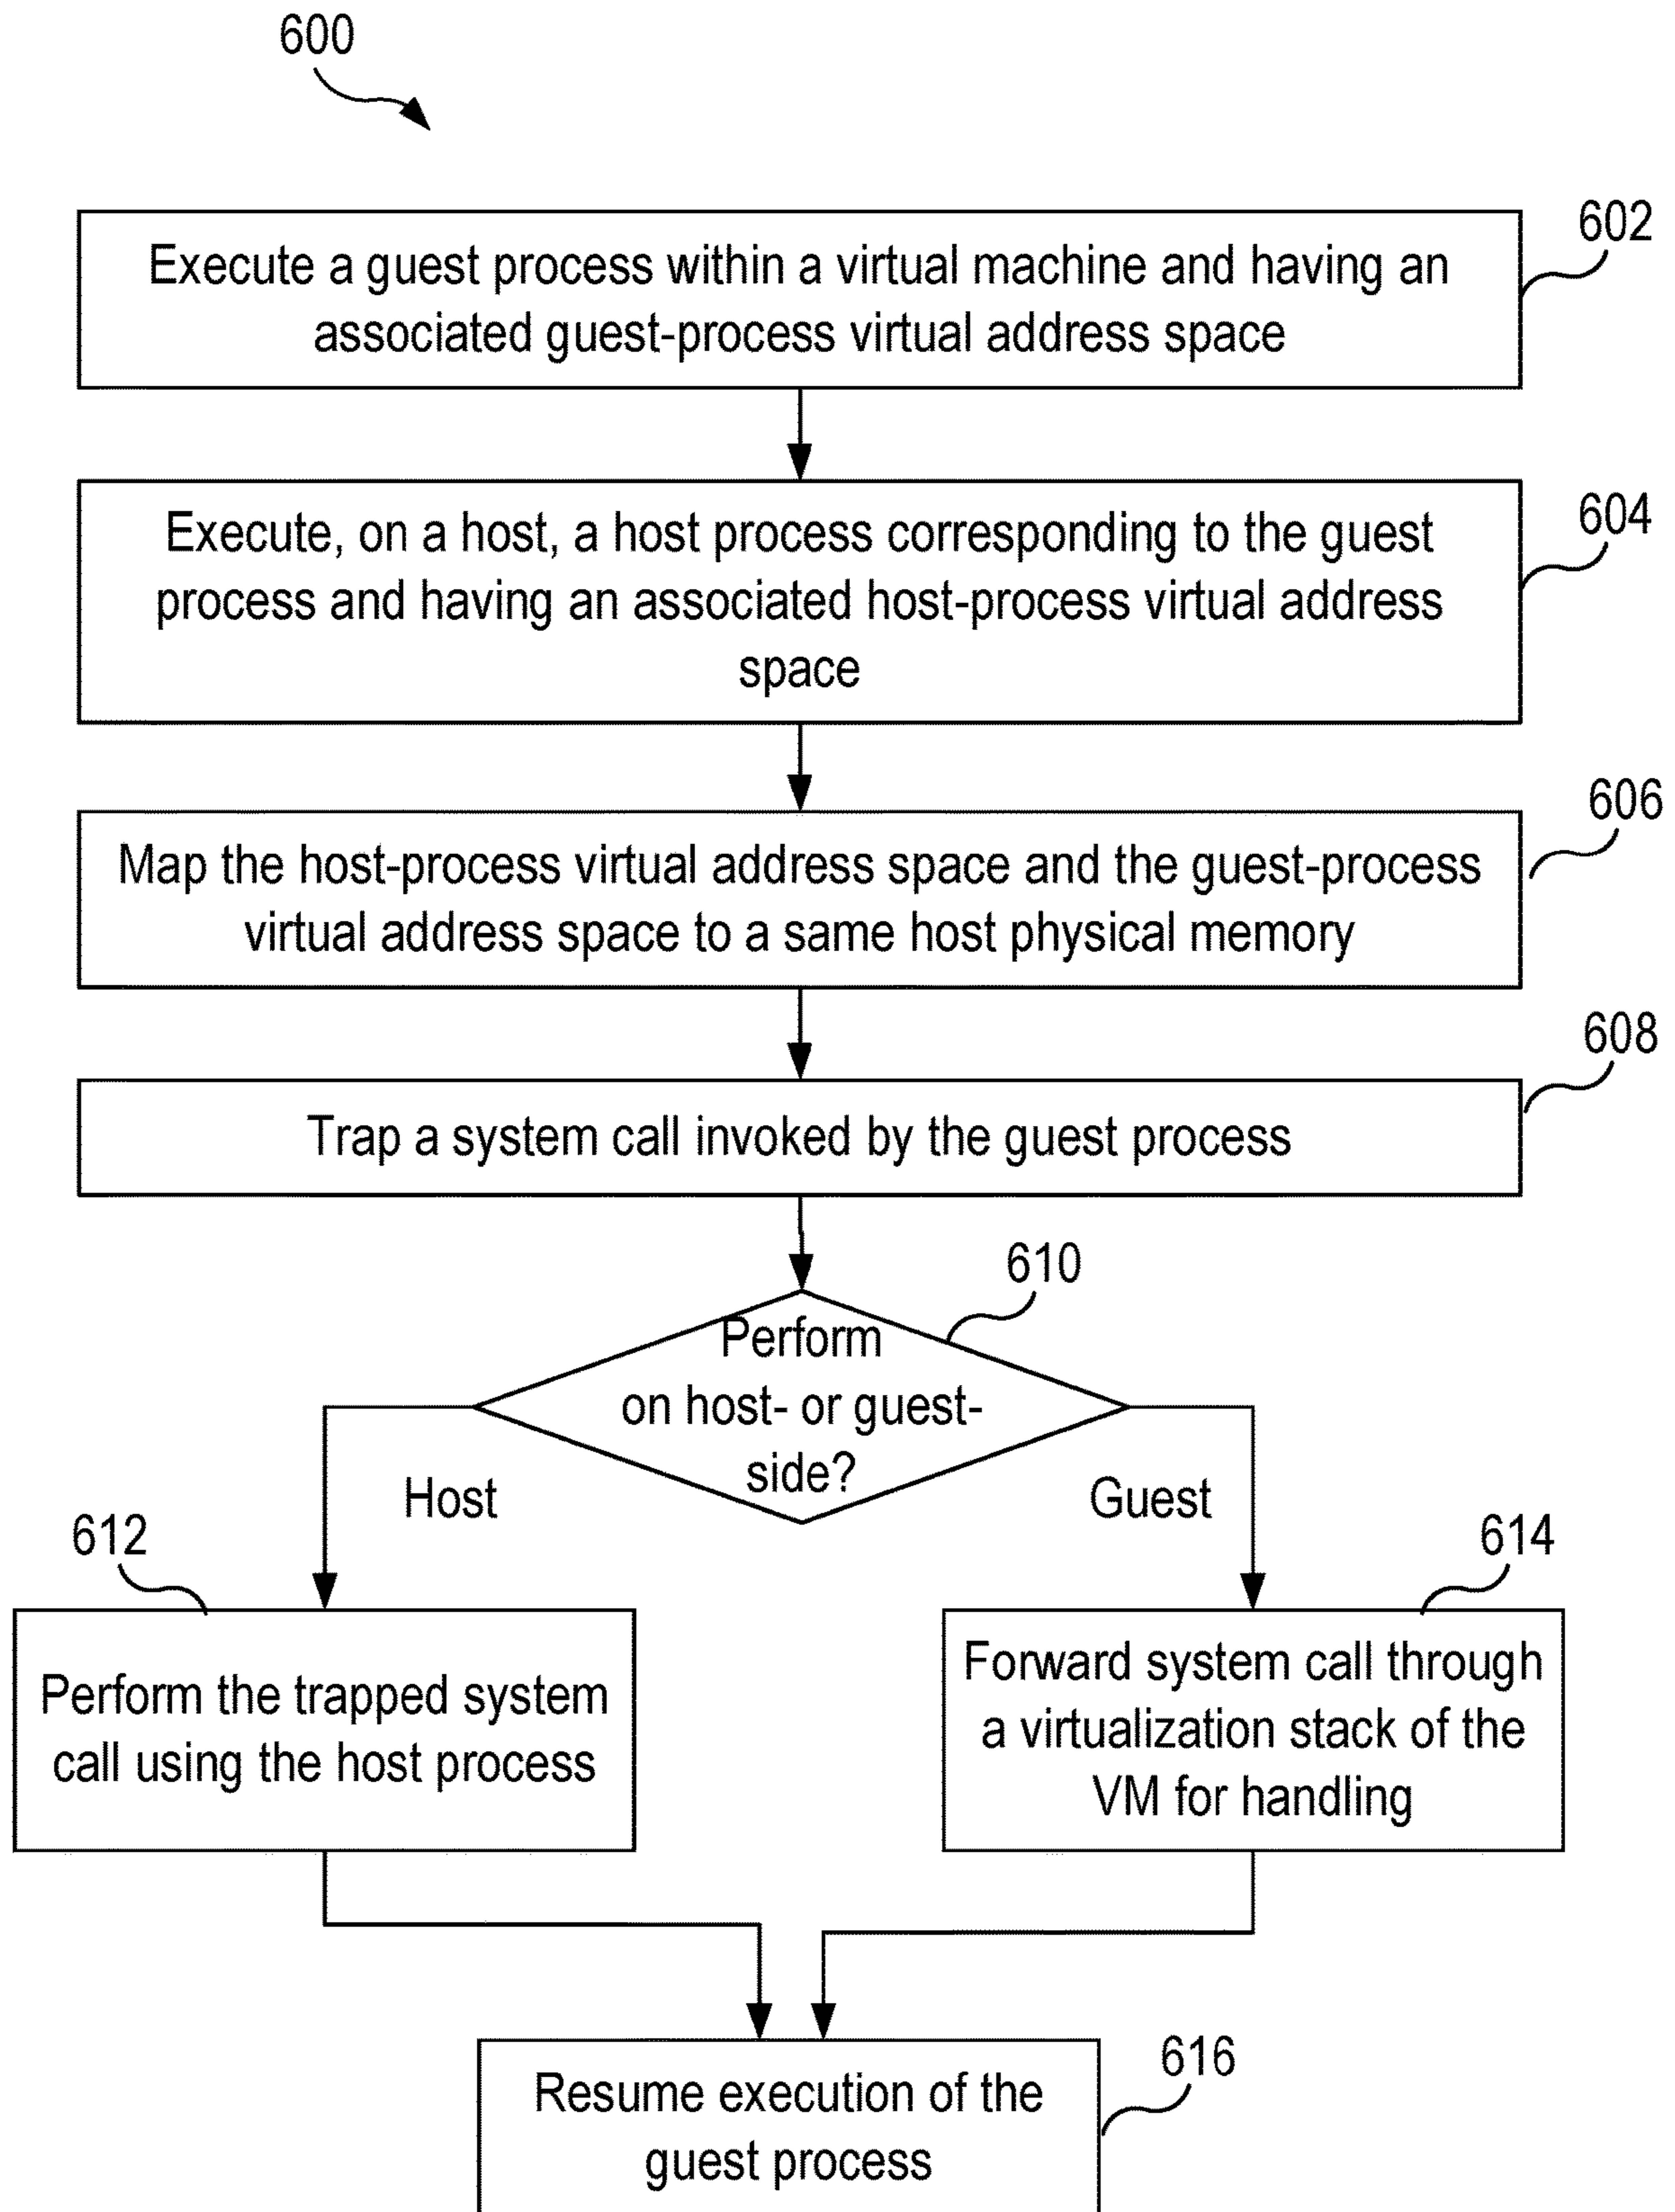 600
602
Execute a guest process within a virtual machine and having an
associated guest-process virtual address space
604
Execute, on a host, a host process corresponding to the guest
process and having an associated host-process virtual address
space
606
Map the host-process virtual address space and the guest-process
virtual address space to a same host physical memory
608
Trap a system call invoked by the guest process
610
Perform
on host- or guest-
side?
Host
Guest
612
Perform the trapped system
call using the host process
614
Forward system call through
a virtualization stack of the
VM for handling
616
Resume execution of the
guest process